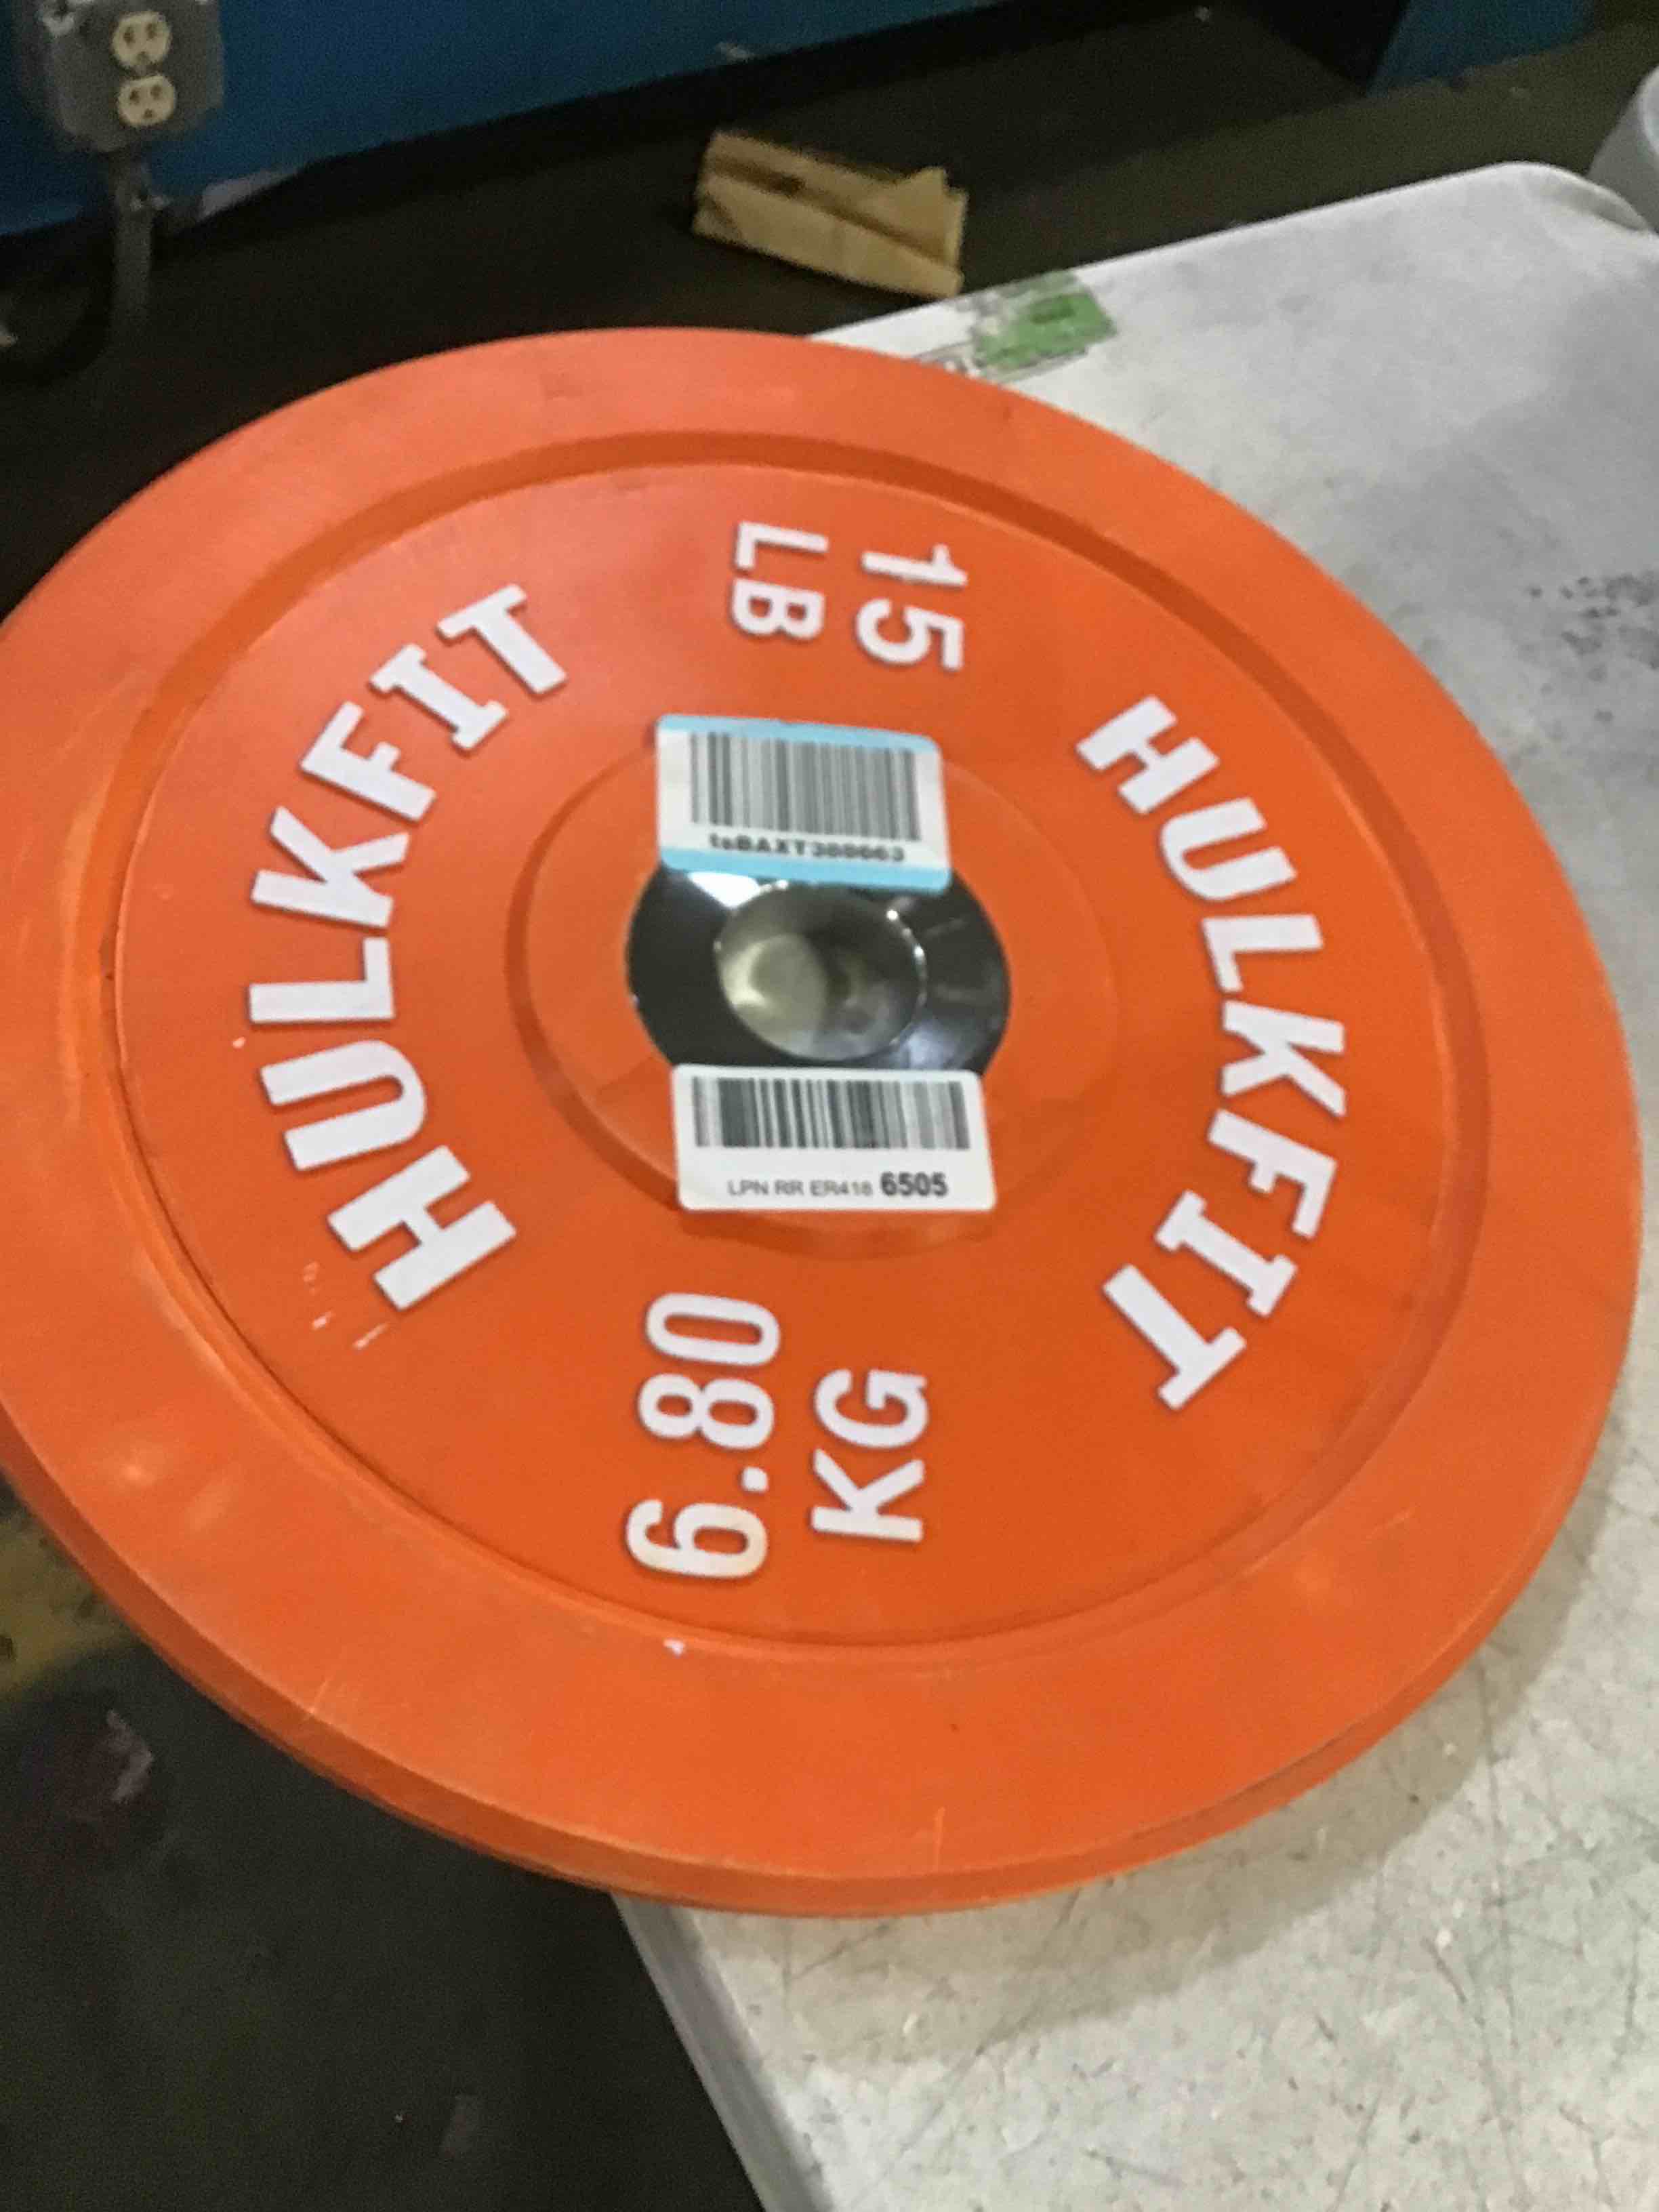 15
LB
HULKFIT
HULKFIT
LPN RR ER418 6505
6.80
KG